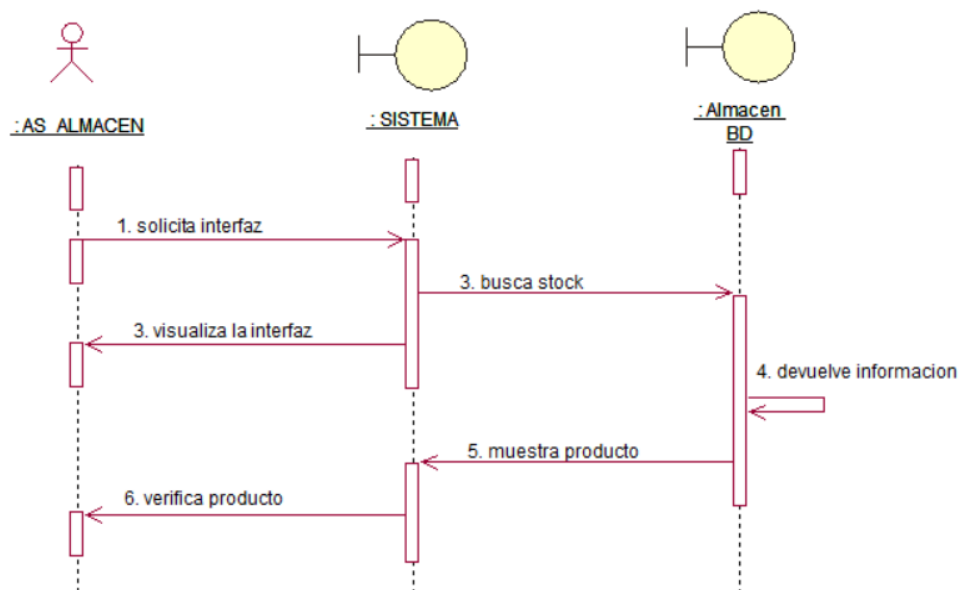 : AS_ALMACEN
: SISTEMA
: Almacen
BD
1. solicita interfaz
3. busca stock
3. visualiza la interfaz
4. devuelve informacion
5. muestra producto
6. verifica producto